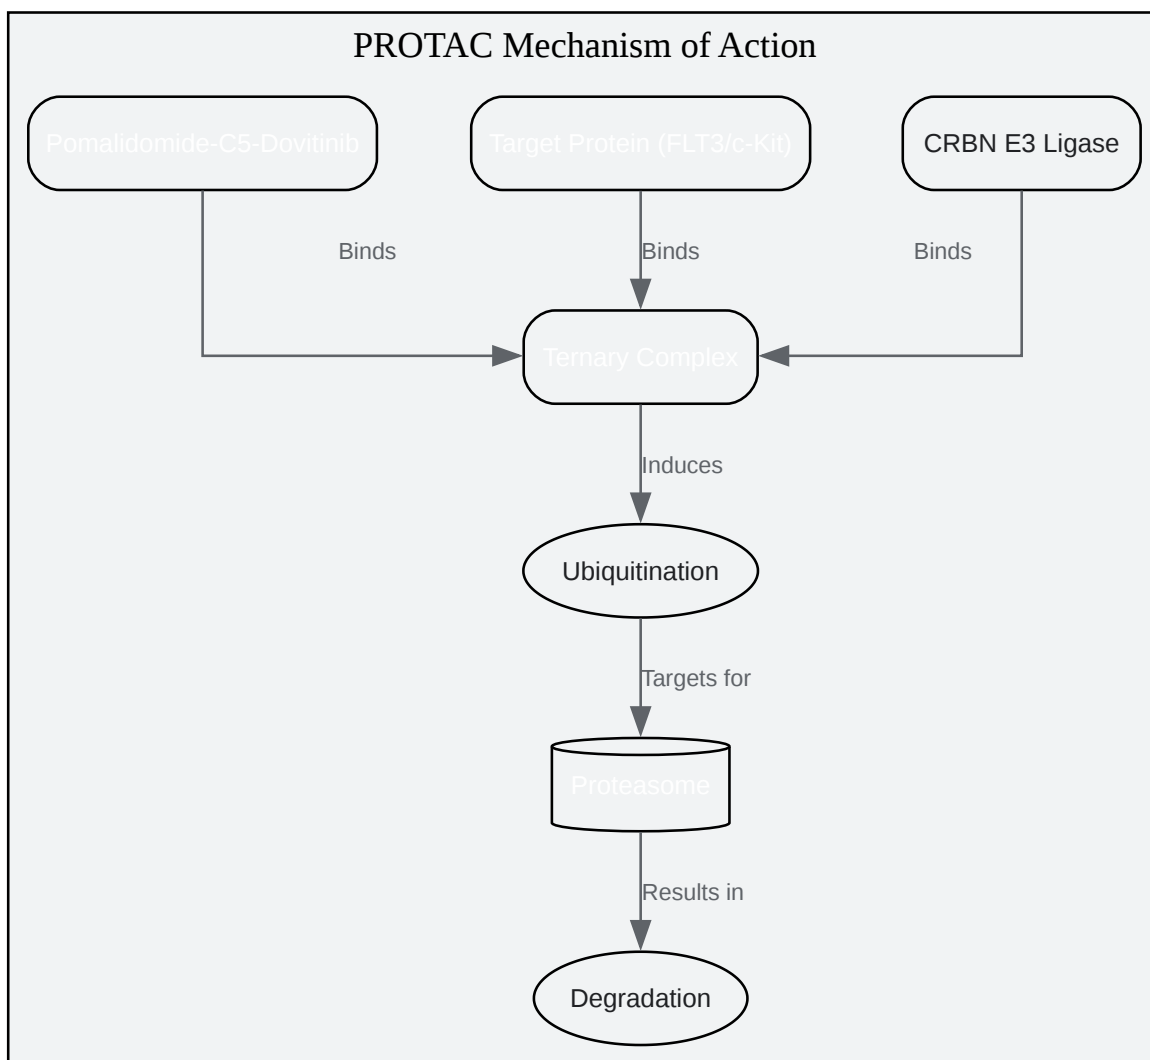 PROTAC Mechanism of Action
Pomalidomide-C5-Dovitinib
Target Protein (FLT3/c-Kit)
CRBN E3 Ligase
Binds
Binds
Binds
Ternary Complex
Induces
Ubiquitination
Targets for
Proteasome
Results in
Degradation